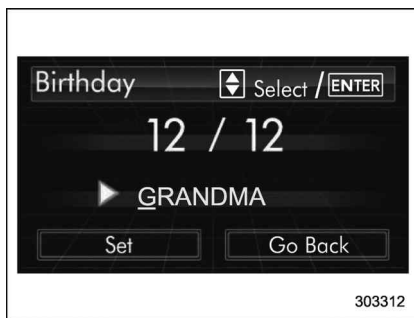 Birthday Select / ENTER
12 / 12
GRANDMA
Set Go Back
303312